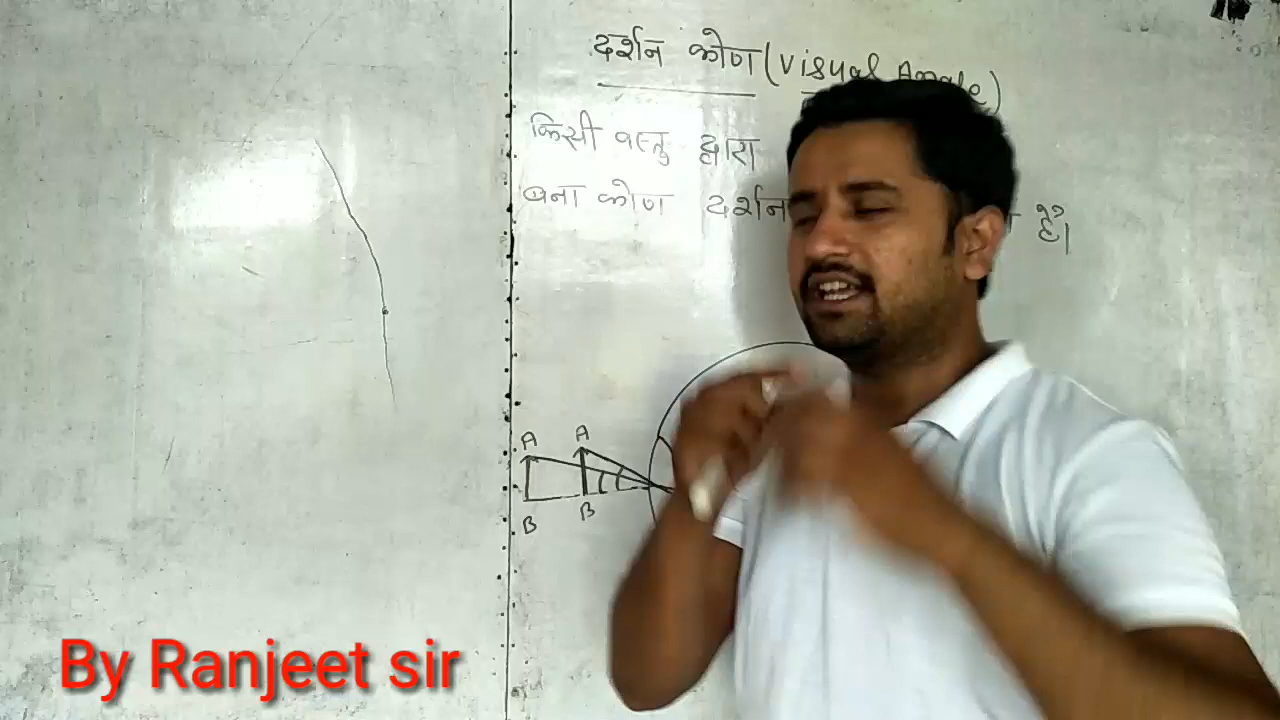 दर्शन कोण (Visual Angle)
किसी वस्तु द्वारा
बना कोण दर्शन है।
A A
B B
By Ranjeet sir